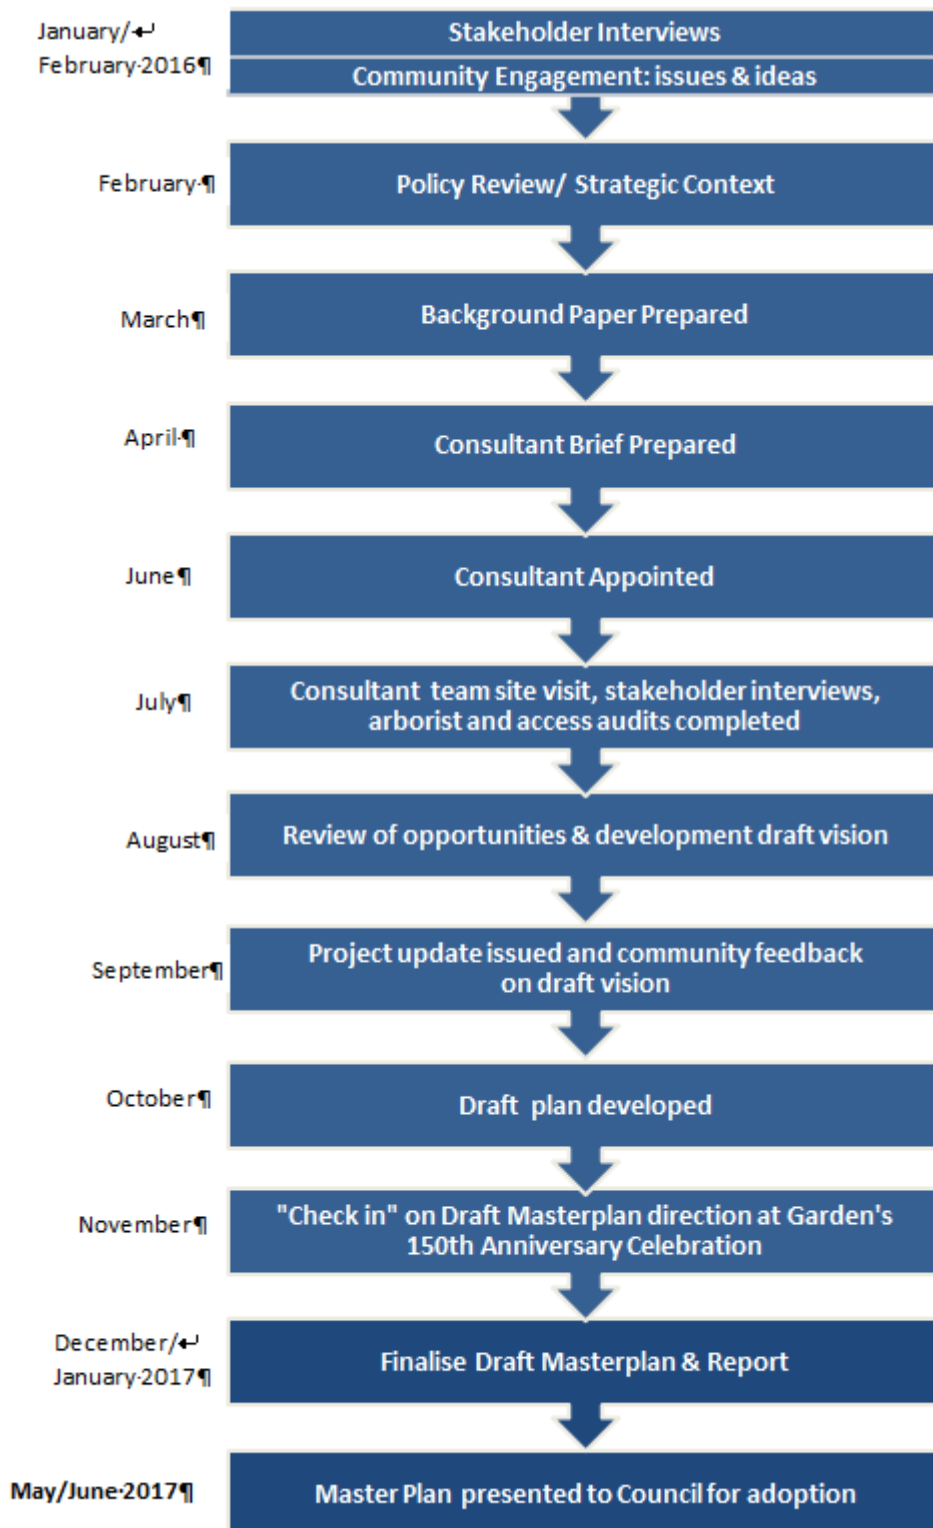 January/↵
February·2016¶
Stakeholder Interviews
Community Engagement: issues & ideas
February·¶
Policy Review/ Strategic Context
March¶
Background Paper Prepared
April·¶
Consultant Brief Prepared
June¶
Consultant Appointed
July¶
Consultant team site visit, stakeholder interviews,
arborist and access audits completed
August¶
Review of opportunities & development draft vision
September¶
Project update issued and community feedback
on draft vision
October¶
Draft plan developed
November¶
"Check in" on Draft Masterplan direction at Garden's
150th Anniversary Celebration
December/↵
January·2017¶
Finalise Draft Masterplan & Report
May/June·2017¶
Master Plan presented to Council for adoption